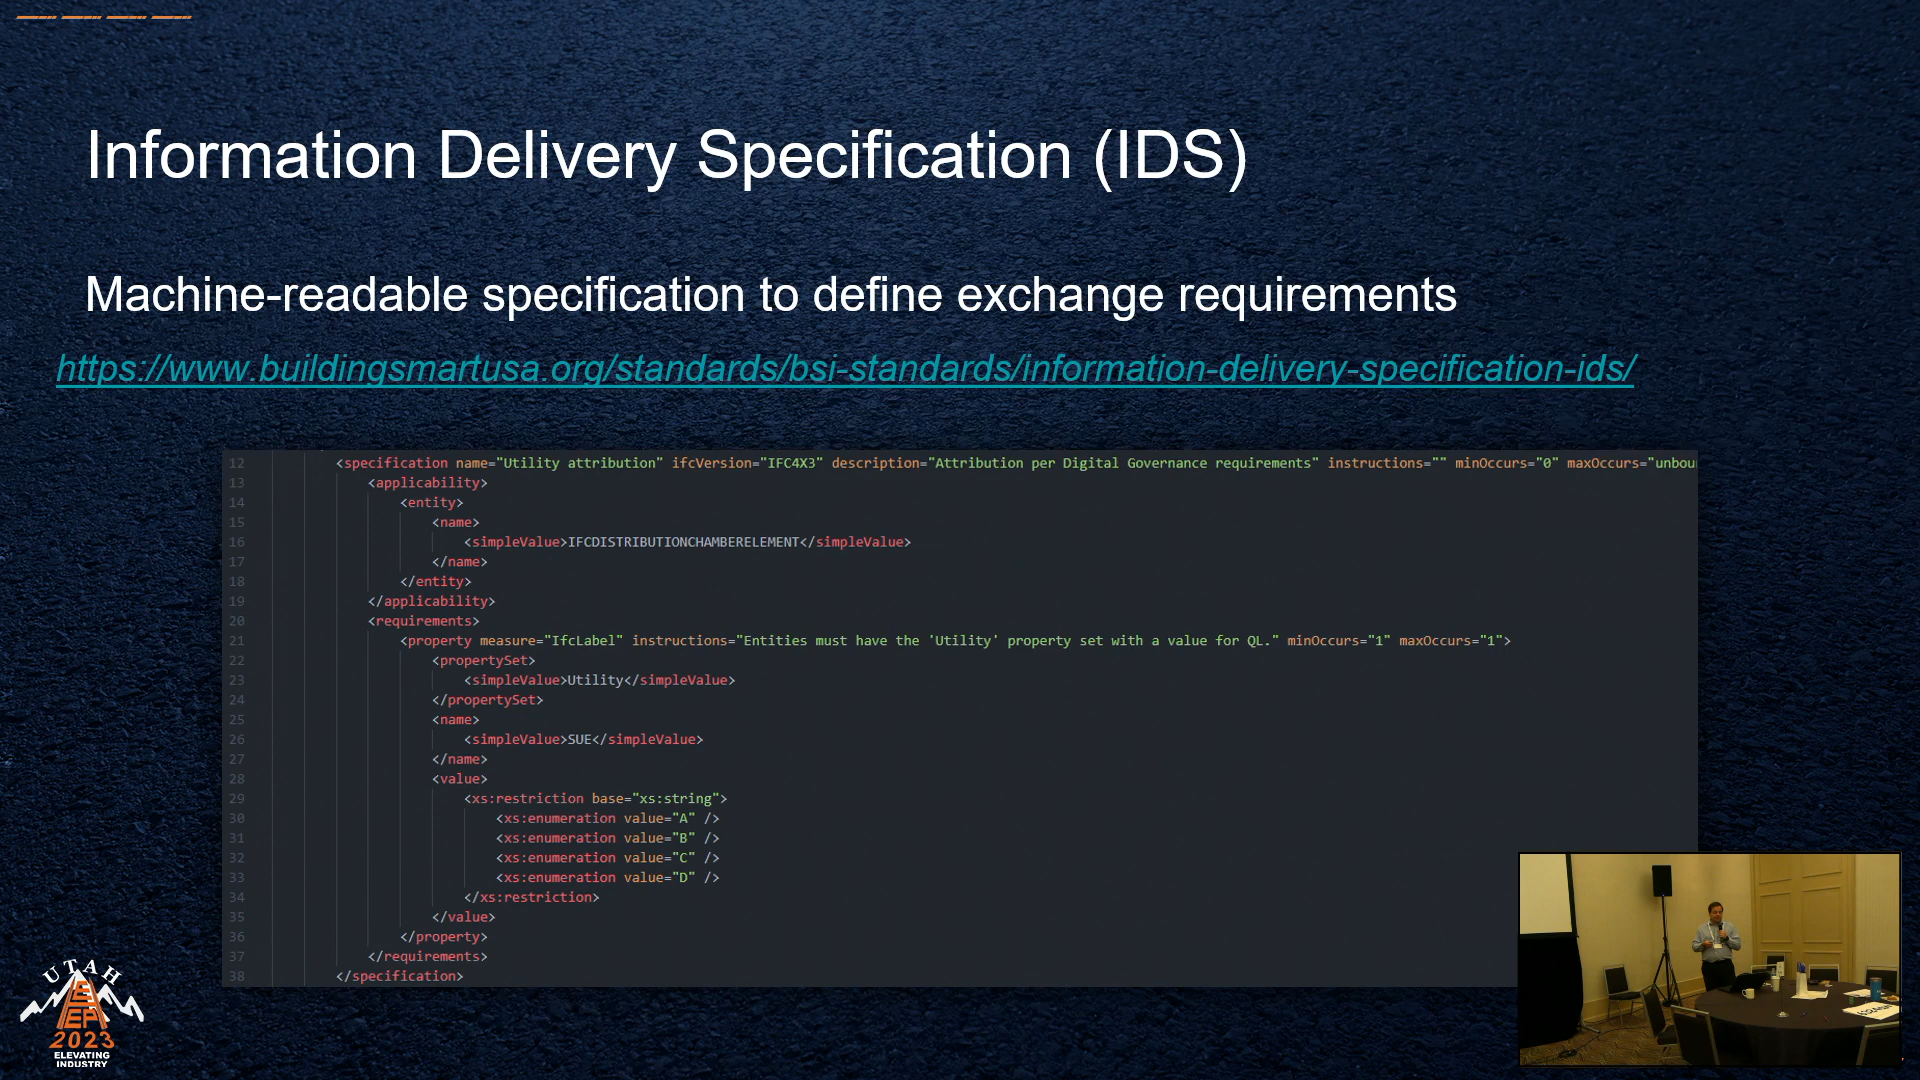 Information Delivery Specification (IDS)
Machine-readable specification to define exchange requirements
https://www.buildingsmartusa.org/standards/bsi-standards/information-delivery-specification-ids/
12 <specification name="Utility attribution" ifcVersion="IFC4X3" description="Attribution per Digital Governance requirements" instructions="" minOccurs="0" maxOccurs="unbou
13 <applicability>
14 <entity>
15 <name>
16 <simpleValue>IFCDISTRIBUTIONCHAMBERELEMENT</simpleValue>
17 </name>
18 </entity>
19 </applicability>
20 <requirements>
21 <property measure="IfcLabel" instructions="Entities must have the 'Utility' property set with a value for QL." minOccurs="1" maxOccurs="1">
22 <propertySet>
23 <simpleValue>Utility</simpleValue>
24 </propertySet>
25 <name>
26 <simpleValue>SUE</simpleValue>
27 </name>
28 <value>
29 <xs:restriction base="xs:string">
30 <xs:enumeration value="A" />
31 <xs:enumeration value="B" />
32 <xs:enumeration value="C" />
33 <xs:enumeration value="D" />
34 </xs:restriction>
35 </value>
36 </property>
37 </requirements>
38 </specification>
UTAH
2023
ELEVATING
INDUSTRY